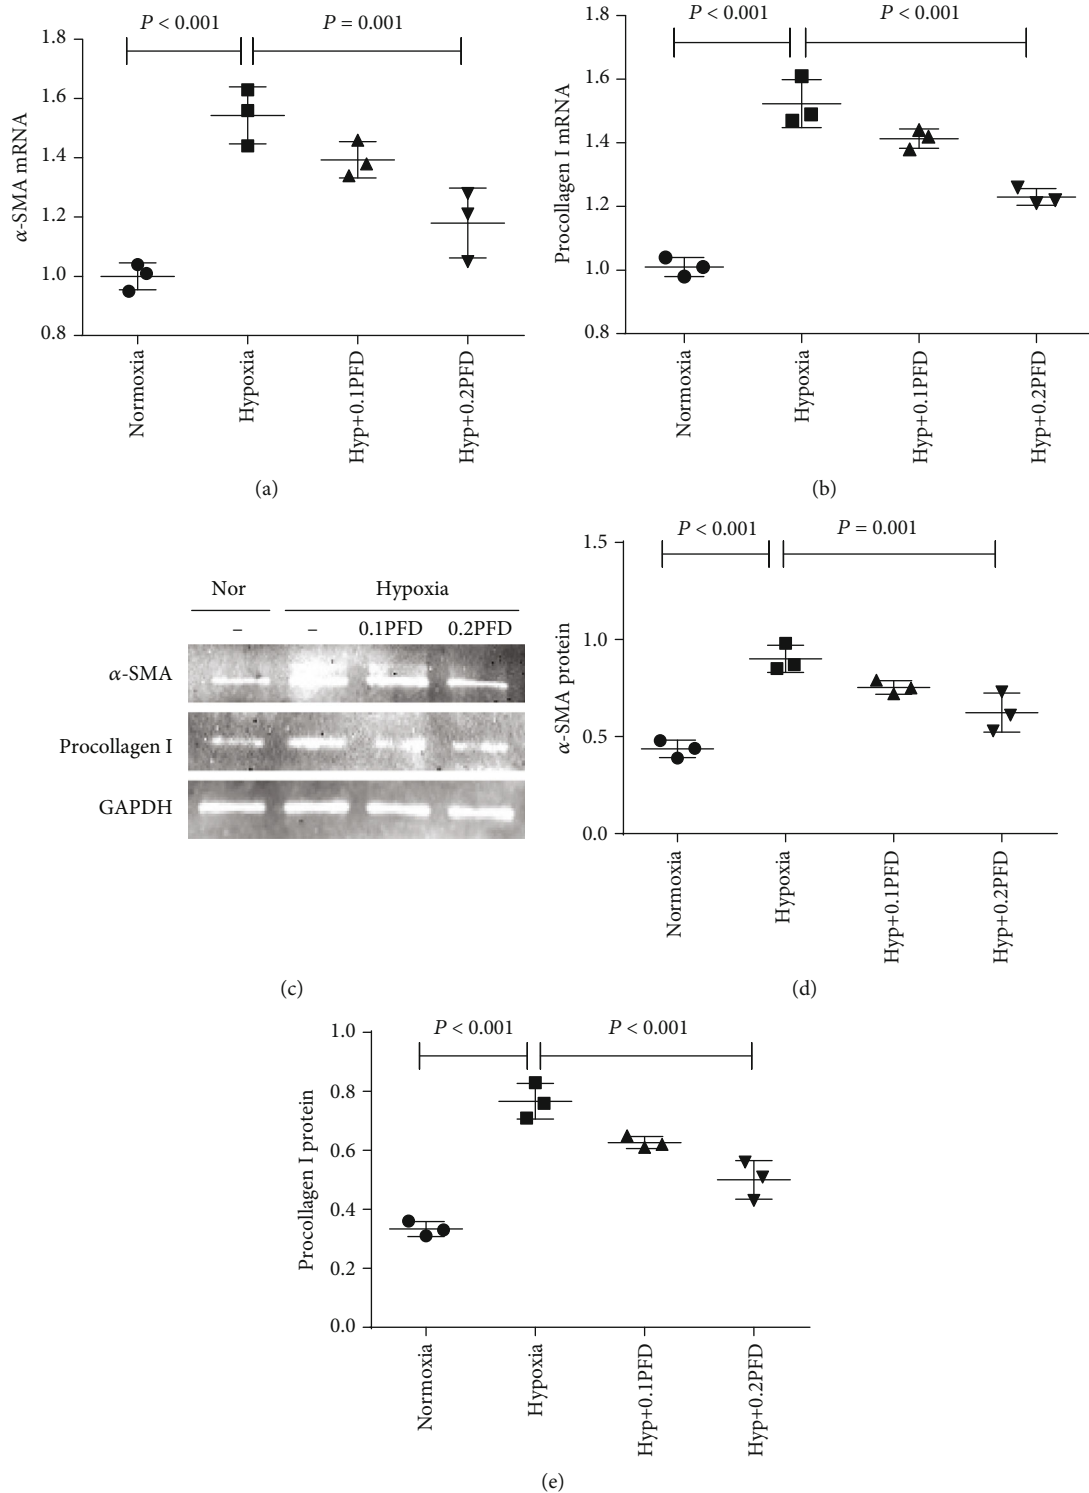 P < 0.001
P = 0.001
α-SMA mRNA
1.8
1.6
1.4
1.2
1.0
0.8
Normoxia
Hypoxia
Hyp+0.1PFD
Hyp+0.2PFD
(a)
P < 0.001
P < 0.001
Procollagen I mRNA
1.8
1.6
1.4
1.2
1.0
0.8
Normoxia
Hypoxia
Hyp+0.1PFD
Hyp+0.2PFD
(b)
Nor
Hypoxia
–
–
0.1PFD
0.2PFD
α-SMA
Procollagen I
GAPDH
(c)
P < 0.001
P = 0.001
α-SMA protein
1.5
1.0
0.5
0.0
Normoxia
Hypoxia
Hyp+0.1PFD
Hyp+0.2PFD
(d)
P < 0.001
P < 0.001
Procollagen I protein
1.0
0.8
0.6
0.4
0.2
0.0
Normoxia
Hypoxia
Hyp+0.1PFD
Hyp+0.2PFD
(e)